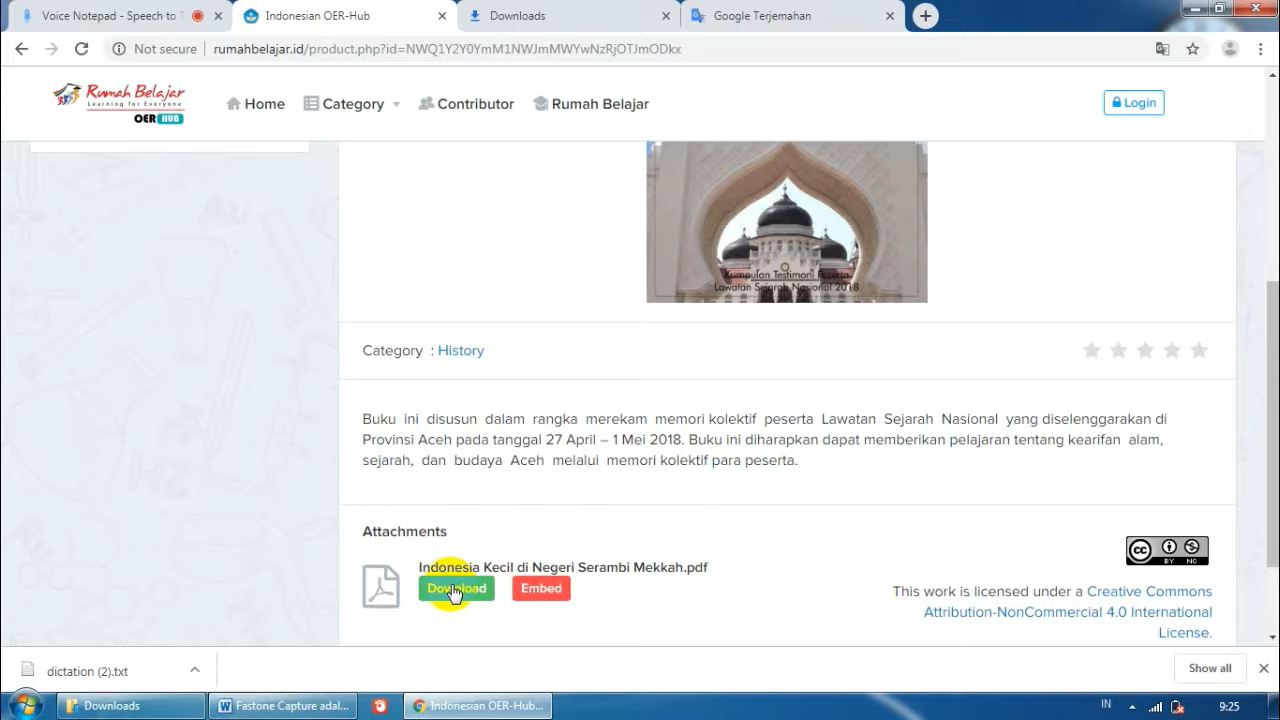 Voice Notepad - Speech to T
Indonesian OER-Hub
Downloads
Google Terjemahan
Not secure
rumahbelajar.id/product.php?id=NWQ1Y2Y0YmM1NWJmMWYwNzRjOTJmODkx
Rumah Belajar
Learning for Everyone
OER HUB
Home
Category
Contributor
Rumah Belajar
Login
Kumpulan Testimoni Peserta
Lawatan Sejarah Nasional 2018
Category : History
Buku ini disusun dalam rangka merekam memori kolektif peserta Lawatan Sejarah Nasional yang diselenggarakan di
Provinsi Aceh pada tanggal 27 April – 1 Mei 2018. Buku ini diharapkan dapat memberikan pelajaran tentang kearifan alam,
sejarah, dan budaya Aceh melalui memori kolektif para peserta.
Attachments
Indonesia Kecil di Negeri Serambi Mekkah.pdf
Download
Embed
cc
BY NC
This work is licensed under a Creative Commons
Attribution-NonCommercial 4.0 International
License.
dictation (2).txt
Show all
Downloads
Fastone Capture adal...
Indonesian OER-Hub...
IN
9:25